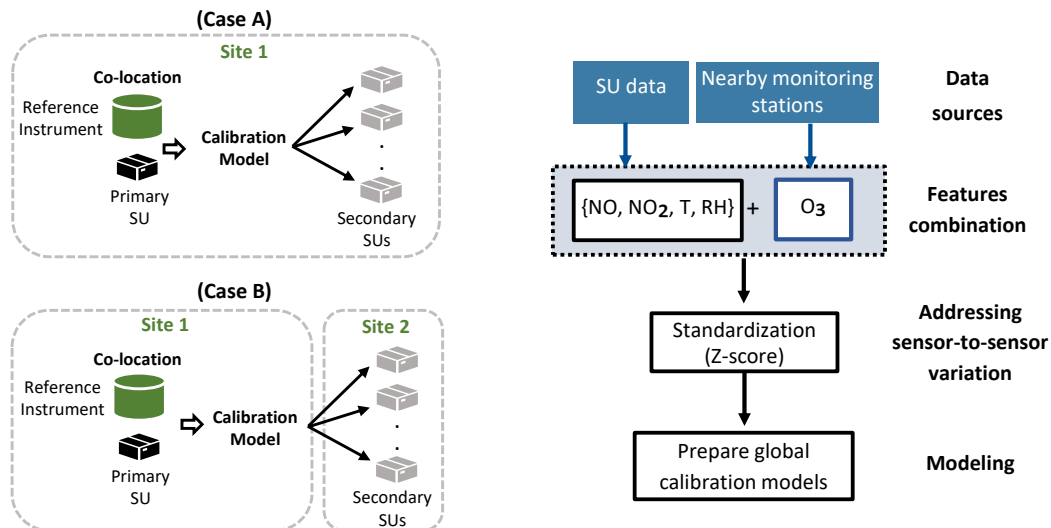 (Case A)
Site 1
Co-location
Reference
Instrument
Calibration
Model
Primary
SU
.
.
Secondary
SUs
(Case B)
Site 1
Site 2
Co-location
Reference
Instrument
Calibration
Model
Primary
SU
.
.
Secondary
SUs
SU data
Nearby monitoring
stations
Data
sources
{NO, NO2, T, RH} + O3
Features
combination
Standardization
(Z-score)
Addressing
sensor-to-sensor
variation
Prepare global
calibration models
Modeling